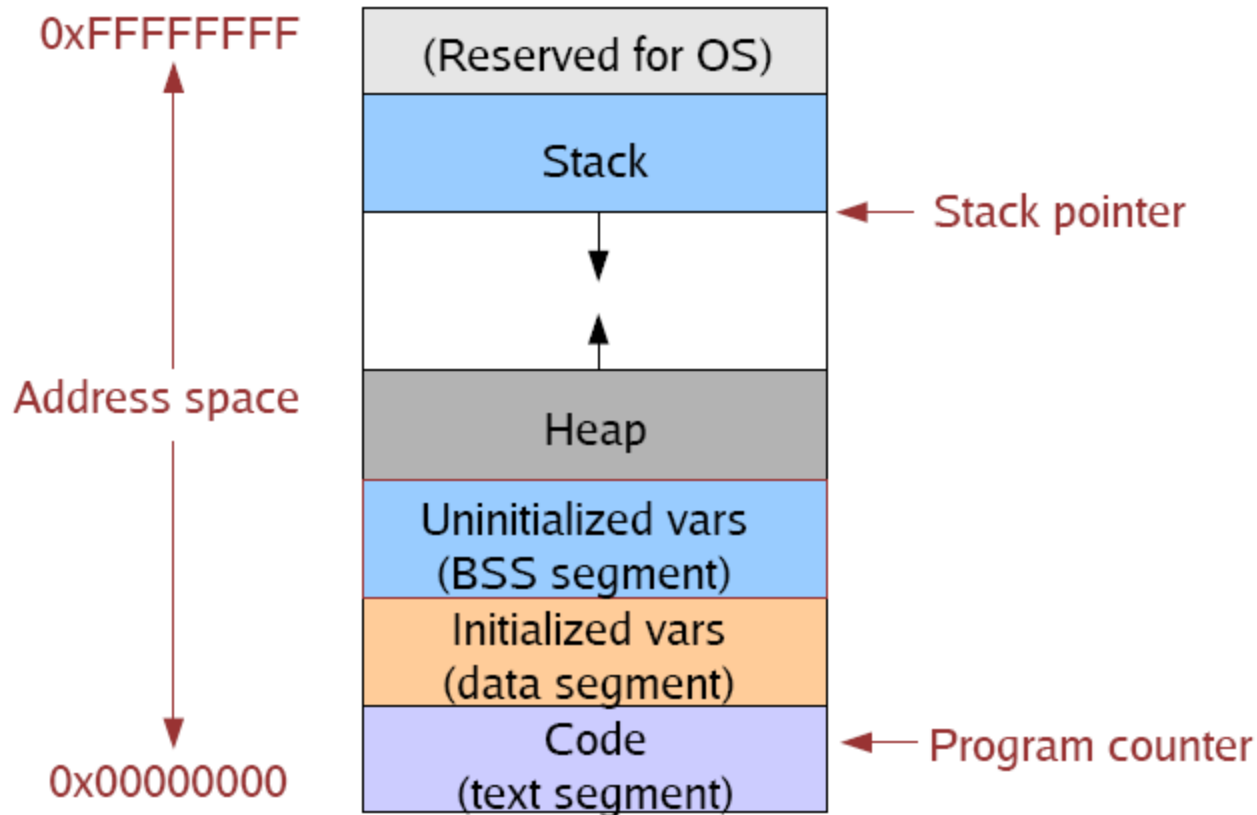 0xFFFFFFFF
(Reserved for OS)
Stack
Stack pointer
Address space
Heap
Uninitialized vars
(BSS segment)
Initialized vars
(data segment)
Code
(text segment)
Program counter
0x00000000